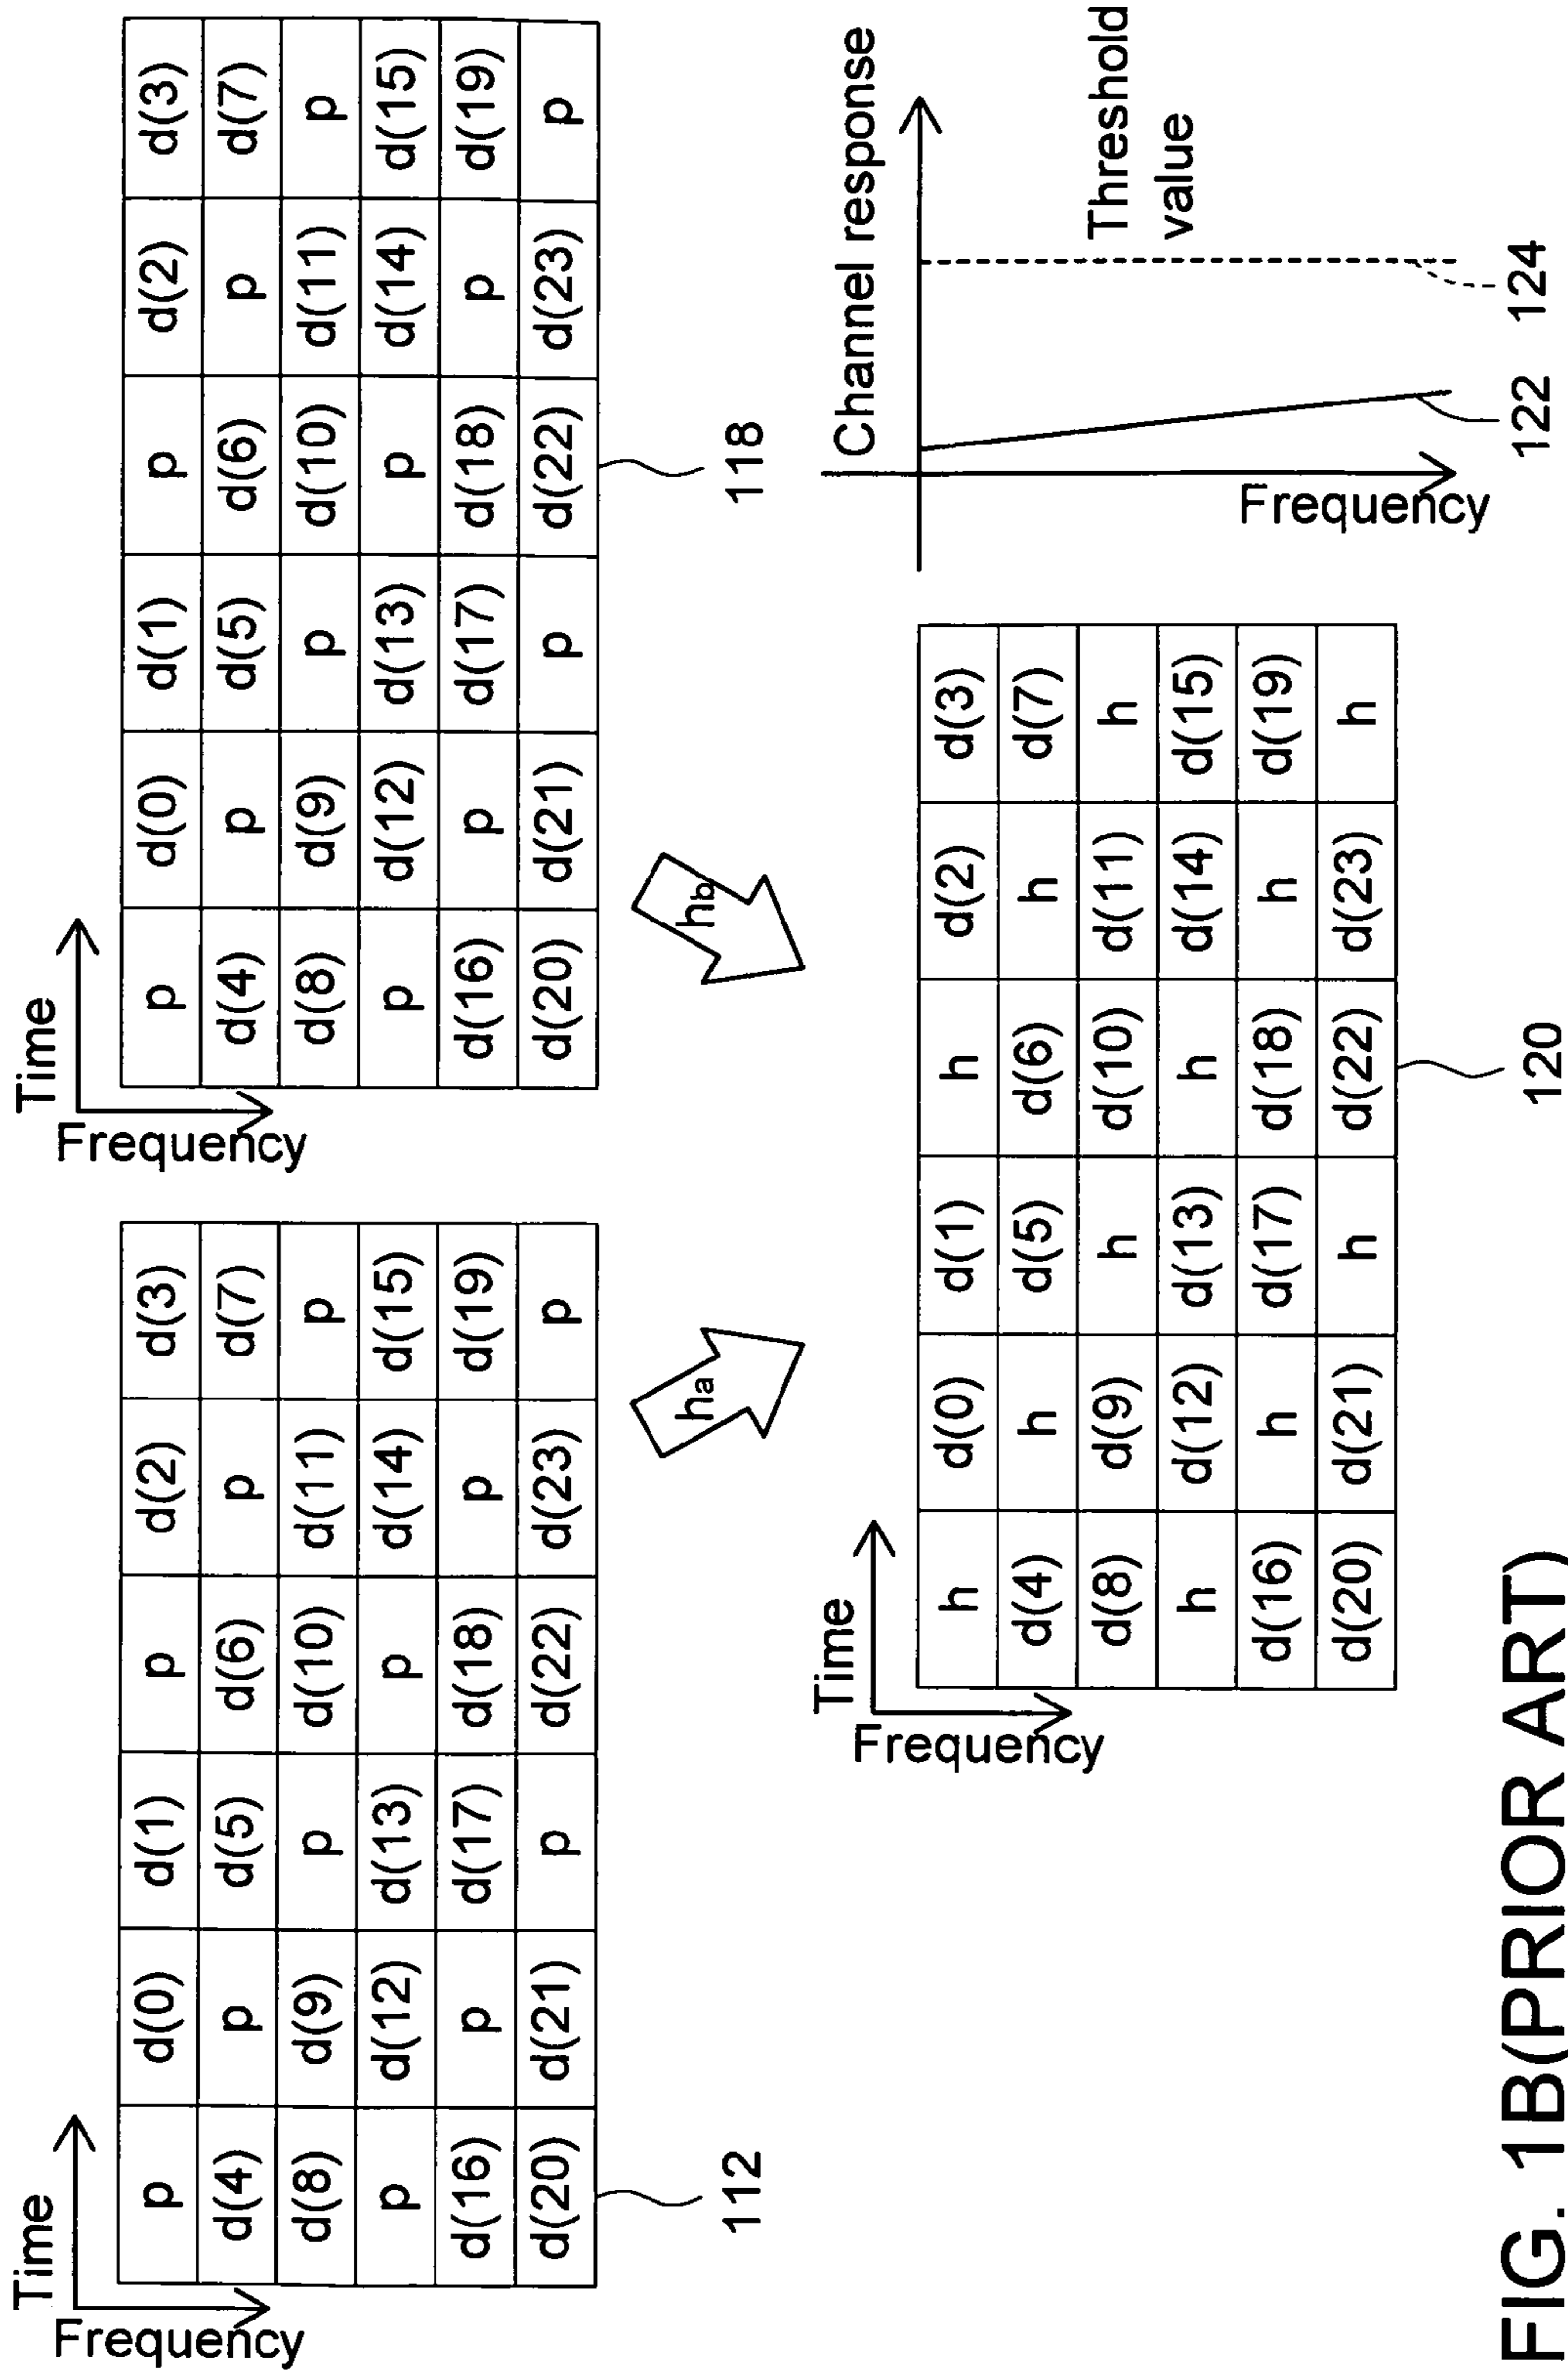 Time
Frequency
p d(0) d(1) p d(2) d(3)
d(4) p d(5) d(6) p d(7)
d(8) d(9) p d(10) d(11) p
p d(12) d(13) p d(14) d(15)
d(16) p d(17) d(18) p d(19)
d(20) d(21) p d(22) d(23) p
112
Time
Frequency
p d(0) d(1) p d(2) d(3)
d(4) p d(5) d(6) p d(7)
d(8) d(9) p d(10) d(11) p
p d(12) d(13) p d(14) d(15)
d(16) p d(17) d(18) p d(19)
d(20) d(21) p d(22) d(23) p
118
ha
hb
Time
Frequency
h d(0) d(1) h d(2) d(3)
d(4) h d(5) d(6) h d(7)
d(8) d(9) h d(10) d(11) h
h d(12) d(13) h d(14) d(15)
d(16) h d(17) d(18) h d(19)
d(20) d(21) h d(22) d(23) h
120
Channel response
Frequency
Threshold
value
122
124
FIG. 1B(PRIOR ART)